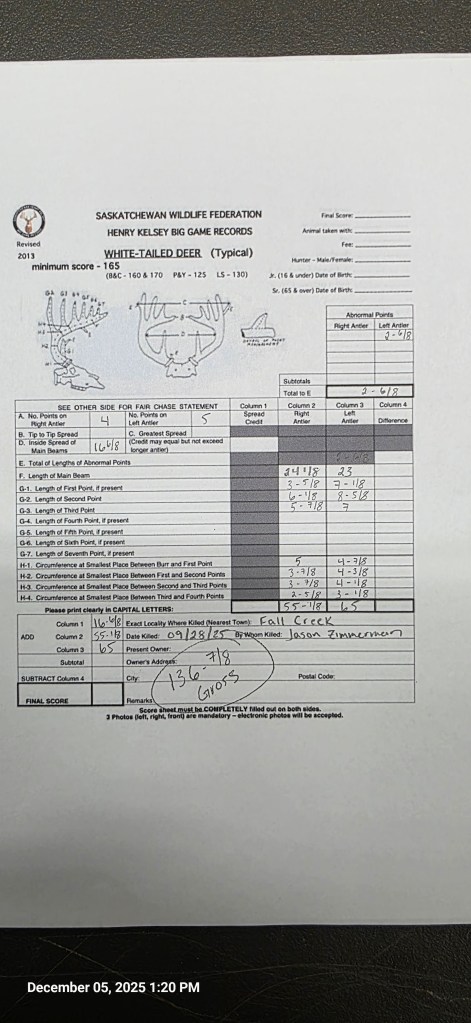 SASKATCHEWAN WILDLIFE FEDERATION
HENRY KELSEY BIG GAME RECORDS
Revised
2013
WHITE-TAILED DEER (Typical)
minimum score - 165
(B&C - 160 & 170 P&Y - 125 LS - 130)
Final Score:
Animal taken with:
Fee:
Hunter - Male/Female:
Jr. (16 & under) Date of Birth:
Sr. (65 & over) Date of Birth:
Abnormal Points
Right Antler Left Antler
2-6/8
Subtotals
Total to E 2-6/8
SEE OTHER SIDE FOR FAIR CHASE STATEMENT
Column 1 Column 2 Column 3 Column 4
Spread Credit Right Antler Left Antler Difference
A. No. Points on Right Antler 4 No. Points on Left Antler 5
B. Tip to Tip Spread C. Greatest Spread
D. Inside Spread of Main Beams 16 6/8 (Credit may equal but not exceed longer antler)
E. Total of Lengths of Abnormal Points 2-6/8
F. Length of Main Beam 24 1/8 23
G-1. Length of First Point, if present 3-5/8 7-1/8
G-2. Length of Second Point 6-1/8 8-5/8
G-3. Length of Third Point 5-7/8 7
G-4. Length of Fourth Point, if present
G-5. Length of Fifth Point, if present
G-6. Length of Sixth Point, if present
G-7. Length of Seventh Point, if present
H-1. Circumference at Smallest Place Between Burr and First Point 5 4-7/8
H-2. Circumference at Smallest Place Between First and Second Points 3-7/8 4-3/8
H-3. Circumference at Smallest Place Between Second and Third Points 3-7/8 4-1/8
H-4. Circumference at Smallest Place Between Third and Fourth Points 2-5/8 3-1/8
Please print clearly in CAPITAL LETTERS: 55-1/8 65
Column 1 16-6/8 Exact Locality Where Killed (Nearest Town): Fall Creek
ADD Column 2 55-1/8 Date Killed: 09/28/25 By Whom Killed: Jason Zimmerman
Column 3 65 Present Owner:
Subtotal Owner's Address:
SUBTRACT Column 4 City: Postal Code:
136-7/8
Gross
FINAL SCORE Remarks
Score sheet must be COMPLETELY filled out on both sides.
3 Photos (left, right, front) are mandatory – electronic photos will be accepted.
December 05, 2025 1:20 PM